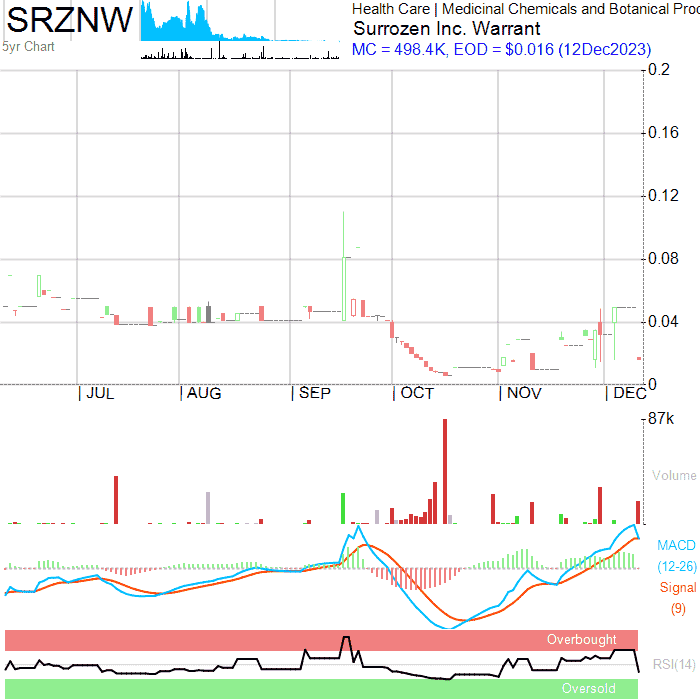 SRZNW
5yr Chart
Health Care | Medicinal Chemicals and Botanical Proc
Surrozen Inc. Warrant
MC = 498.4K, EOD = $0.016 (12Dec2023)
0.2
0.16
0.12
0.08
0.04
0
JUL AUG SEP OCT NOV DEC
87k
Volume
MACD
(12-26)
Signal
(9)
Overbought
RSI(14)
Oversold